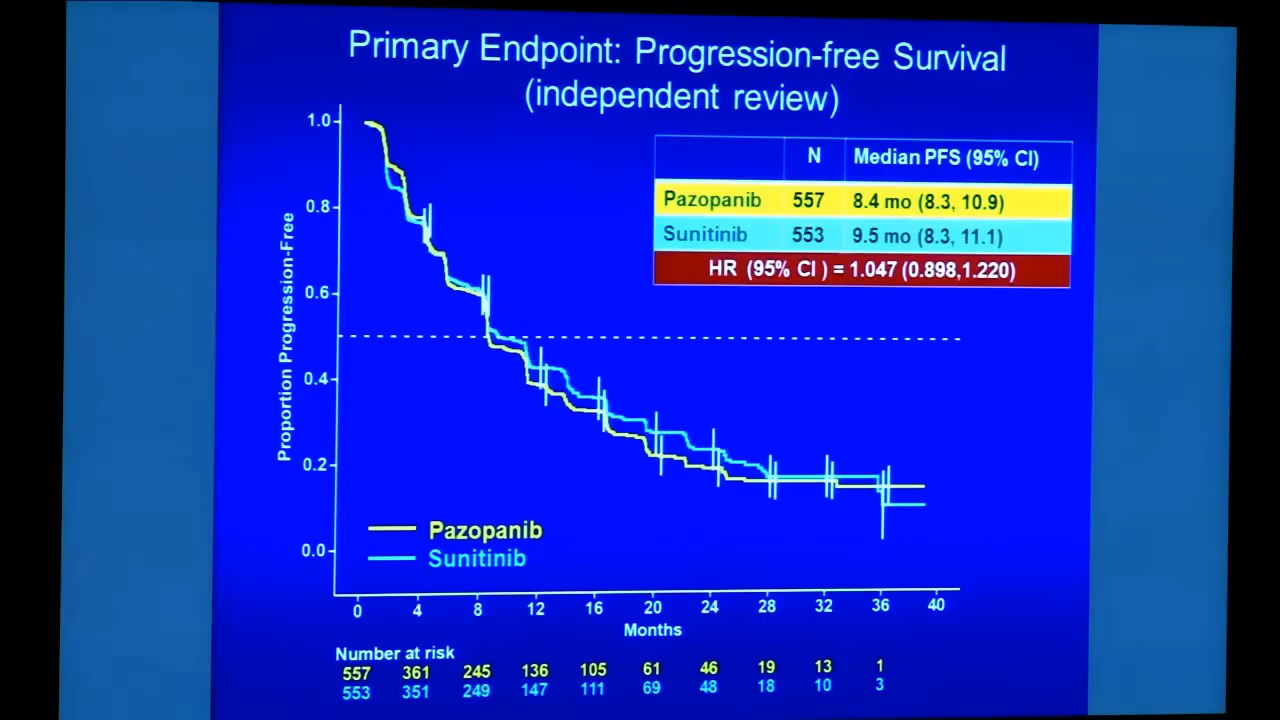 Primary Endpoint: Progression-free Survival
(independent review)
N Median PFS (95% CI)
Pazopanib 557 8.4 mo (8.3, 10.9)
Sunitinib 553 9.5 mo (8.3, 11.1)
HR (95% CI ) = 1.047 (0.898,1.220)
Proportion Progression-Free
1.0
0.8
0.6
0.4
0.2
0.0
Pazopanib
Sunitinib
0 4 8 12 16 20 24 28 32 36 40
Months
Number at risk
557 361 245 136 105 61 46 19 13 1
553 351 249 147 111 69 48 18 10 3